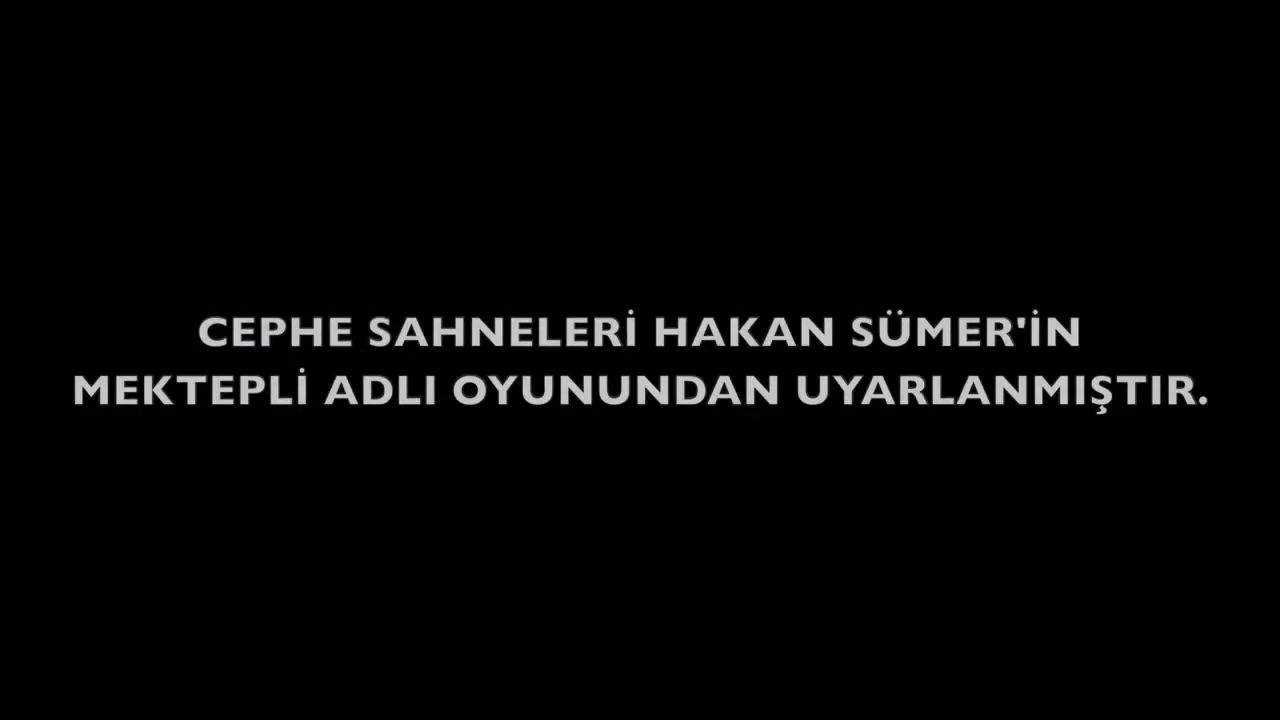 CEPHE SAHNELERİ HAKAN SÜMER'İN
MEKTEPLİ ADLI OYUNUNDAN UYARLANMIŞTIR.